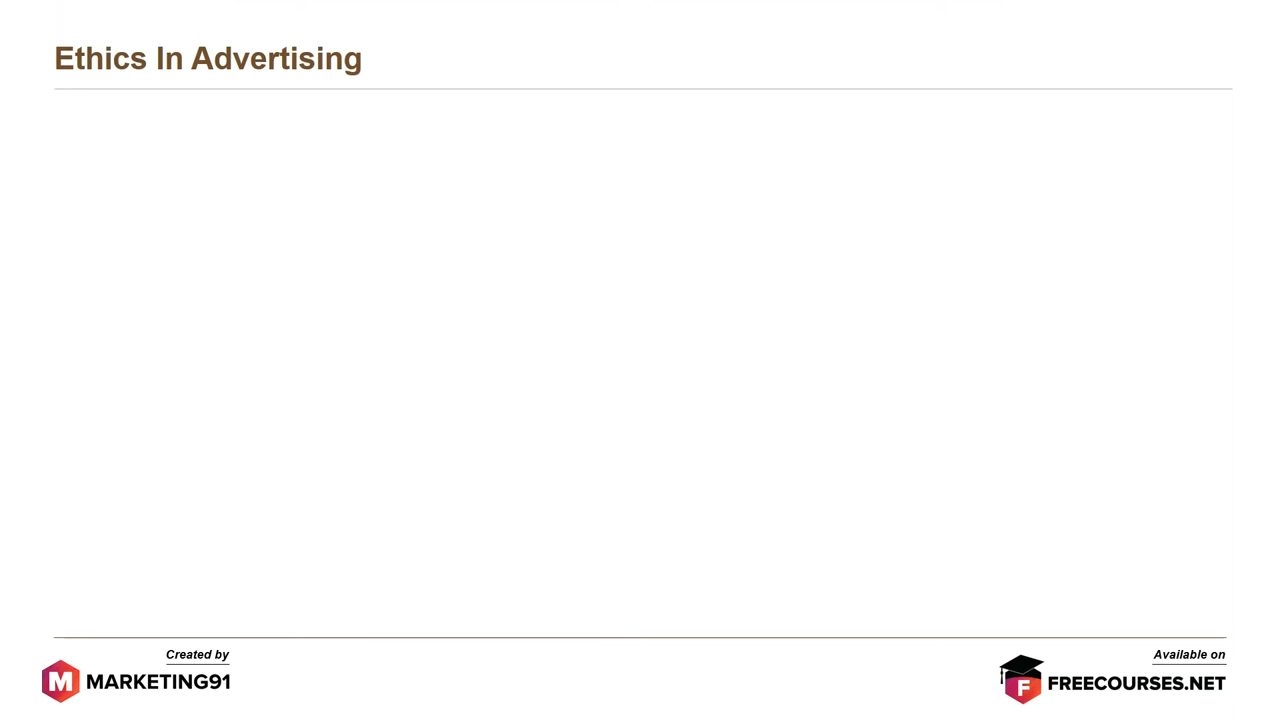 Ethics In Advertising
Created by
M MARKETING91
Available on
F FREECOURSES.NET